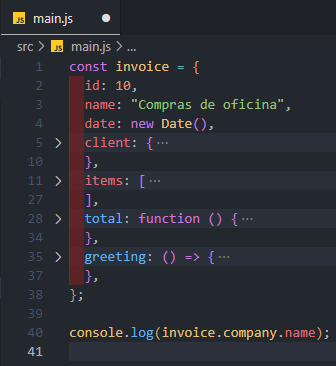 JS main.js
src > JS main.js > ...
1 const invoice = {
2 id: 10,
3 name: "Compras de oficina",
4 date: new Date(),
5 client: { ...
10 },
11 items: [ ...
27 ],
28 total: function () { ...
34 },
35 greeting: () => { ...
37 },
38 };
39
40 console.log(invoice.company.name);
41